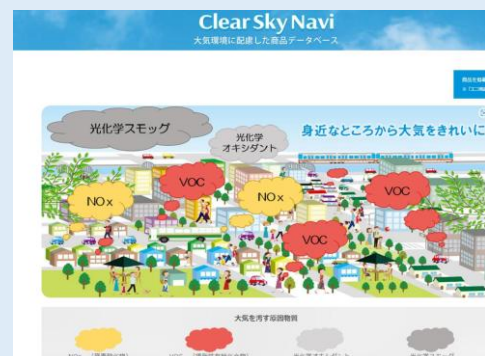 Clear Sky Navi
大気環境に配慮した商品データベース
光化学スモッグ
光化学
オキシダント
身近なところから大気をきれいに
VOC
NOx
NOx
VOC
VOC
大気を汚す原因物質